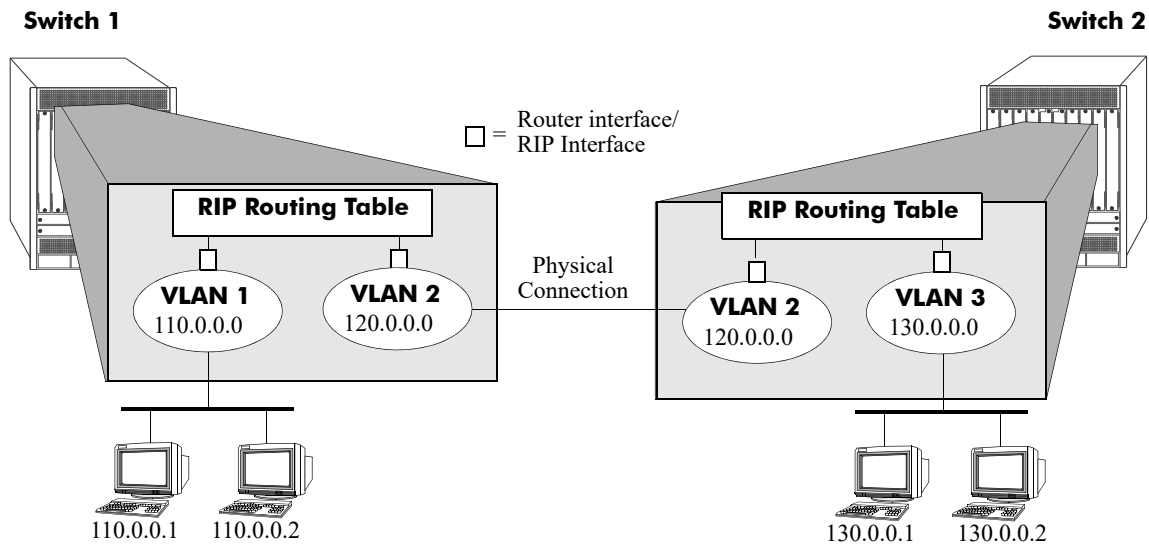 Switch 1
Switch 2
= Router interface/
RIP Interface
RIP Routing Table
VLAN 1
110.0.0.0
VLAN 2
120.0.0.0
Physical
Connection
RIP Routing Table
VLAN 2
120.0.0.0
VLAN 3
130.0.0.0
110.0.0.1
110.0.0.2
130.0.0.1
130.0.0.2